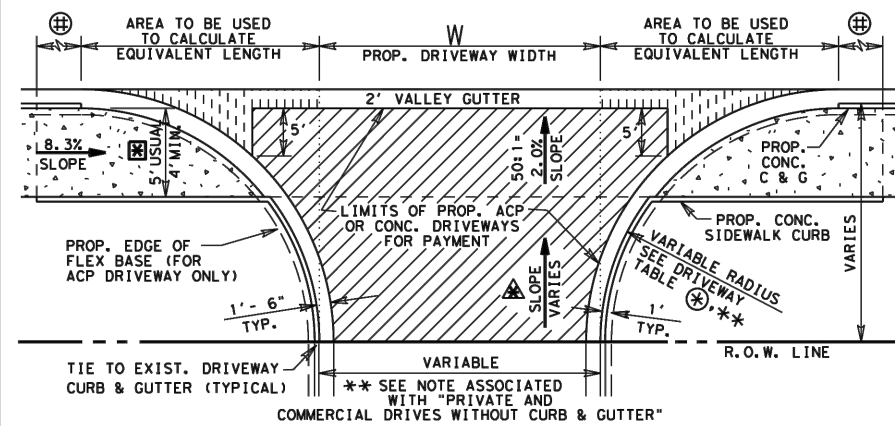 AREA TO BE USED
TO CALCULATE
EQUIVALENT LENGTH
W
PROP. DRIVEWAY WIDTH
AREA TO BE USED
TO CALCULATE
EQUIVALENT LENGTH
2' VALLEY GUTTER
5'
5'
8.3%
SLOPE
5' USUAL
4' MIN.
50:1=
2.0%
SLOPE
PROP.
CONC.
C & G
LIMITS OF PROP. ACP
OR CONC. DRIVEWAYS
FOR PAYMENT
PROP. CONC.
SIDEWALK CURB
VARIES
PROP. EDGE OF
FLEX BASE (FOR
ACP DRIVEWAY ONLY)
VARIABLE RADIUS
SEE DRIVEWAY
TABLE *, **
SLOPE
VARIES
1'- 6"
TYP.
1'
TYP.
R.O.W. LINE
TIE TO EXIST. DRIVEWAY
CURB & GUTTER (TYPICAL)
VARIABLE
** SEE NOTE ASSOCIATED
WITH "PRIVATE AND
COMMERCIAL DRIVES WITHOUT CURB & GUTTER"